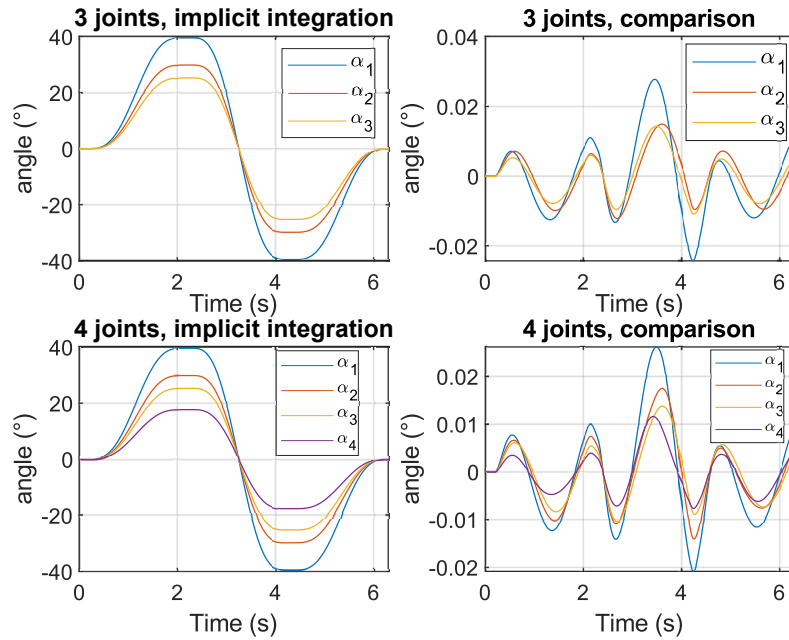 3 joints, implicit integration
40
20
0
-20
-40
angle (°)
α1
α2
α3
0
2
4
6
Time (s)
3 joints, comparison
0.04
0.02
0
-0.02
angle (°)
α1
α2
α3
0
2
4
6
Time (s)
4 joints, implicit integration
40
20
0
-20
-40
angle (°)
α1
α2
α3
α4
0
2
4
6
Time (s)
4 joints, comparison
0.02
0.01
0
-0.01
-0.02
angle (°)
α1
α2
α3
α4
0
2
4
6
Time (s)